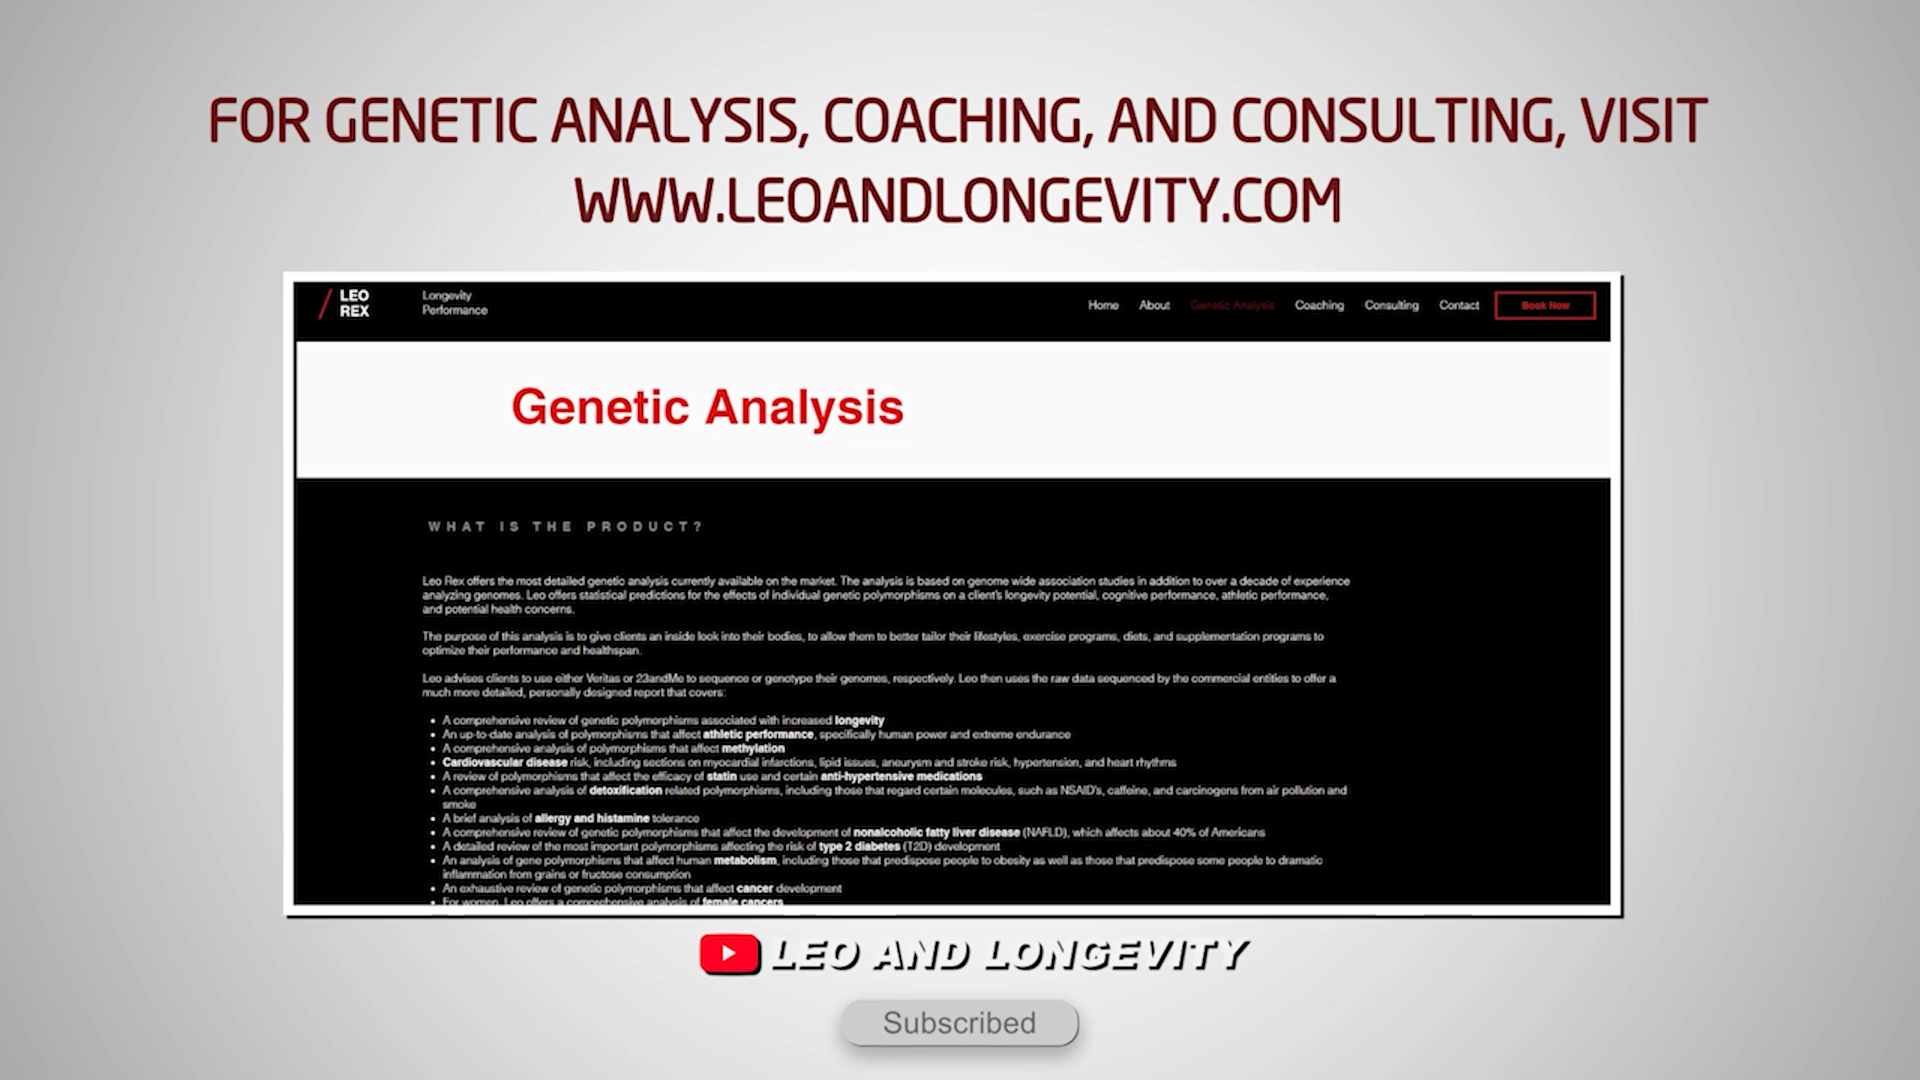 FOR GENETIC ANALYSIS, COACHING, AND CONSULTING, VISIT
WWW.LEOANDLONGEVITY.COM
LEO
REX
Longevity
Performance
Home About Genetic Analysis Coaching Consulting Contact Book Now
Genetic Analysis
WHAT IS THE PRODUCT?
Leo Rex offers the most detailed genetic analysis currently available on the market. The analysis is based on genome wide association studies in addition to over a decade of experience
analyzing genomes. Leo offers statistical predictions for the effects of individual genetic polymorphisms on a client's longevity potential, cognitive performance, athletic performance,
and potential health concerns.
The purpose of this analysis is to give clients an inside look into their bodies, to allow them to better tailor their lifestyles, exercise programs, diets, and supplementation programs to
optimize their performance and healthspan.
Leo advises clients to use either Veritas or 23andMe to sequence or genotype their genomes, respectively. Leo then uses the raw data sequenced by the commercial entities to offer a
much more detailed, personally designed report that covers:
• A comprehensive review of genetic polymorphisms associated with increased longevity
• An up-to-date analysis of polymorphisms that affect athletic performance, specifically human power and extreme endurance
• A comprehensive analysis of polymorphisms that affect methylation
• Cardiovascular disease risk, including sections on myocardial infarctions, lipid issues, aneurysm and stroke risk, hypertension, and heart rhythms
• A review of polymorphisms that affect the efficacy of statin use and certain anti-hypertensive medications
• A comprehensive analysis of detoxification related polymorphisms, including those that regard certain molecules, such as NSAID's, caffeine, and carcinogens from air pollution and
smoke
• A brief analysis of allergy and histamine tolerance
• A comprehensive review of genetic polymorphisms that affect the development of nonalcoholic fatty liver disease (NAFLD), which affects about 40% of Americans
• A detailed review of the most important polymorphisms affecting the risk of type 2 diabetes (T2D) development
• An analysis of gene polymorphisms that affect human metabolism, including those that predispose people to obesity as well as those that predispose some people to dramatic
inflammation from grains or fructose consumption
• An exhaustive review of genetic polymorphisms that affect cancer development
• For women, Leo offers a comprehensive analysis of female cancers
LEO AND LONGEVITY
Subscribed